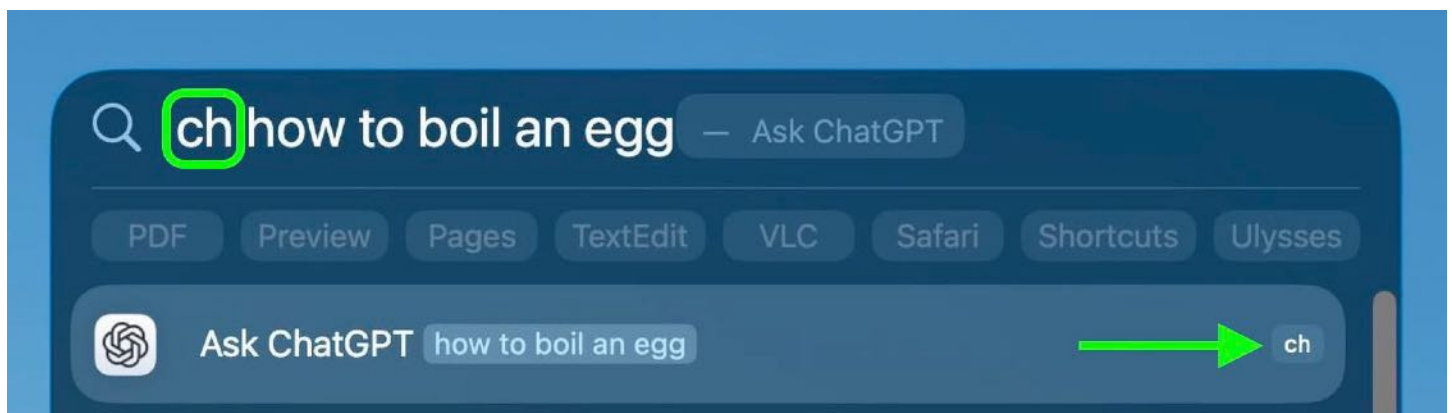 ch how to boil an egg — Ask ChatGPT
PDF Preview Pages TextEdit VLC Safari Shortcuts Ulysses
Ask ChatGPT how to boil an egg ch